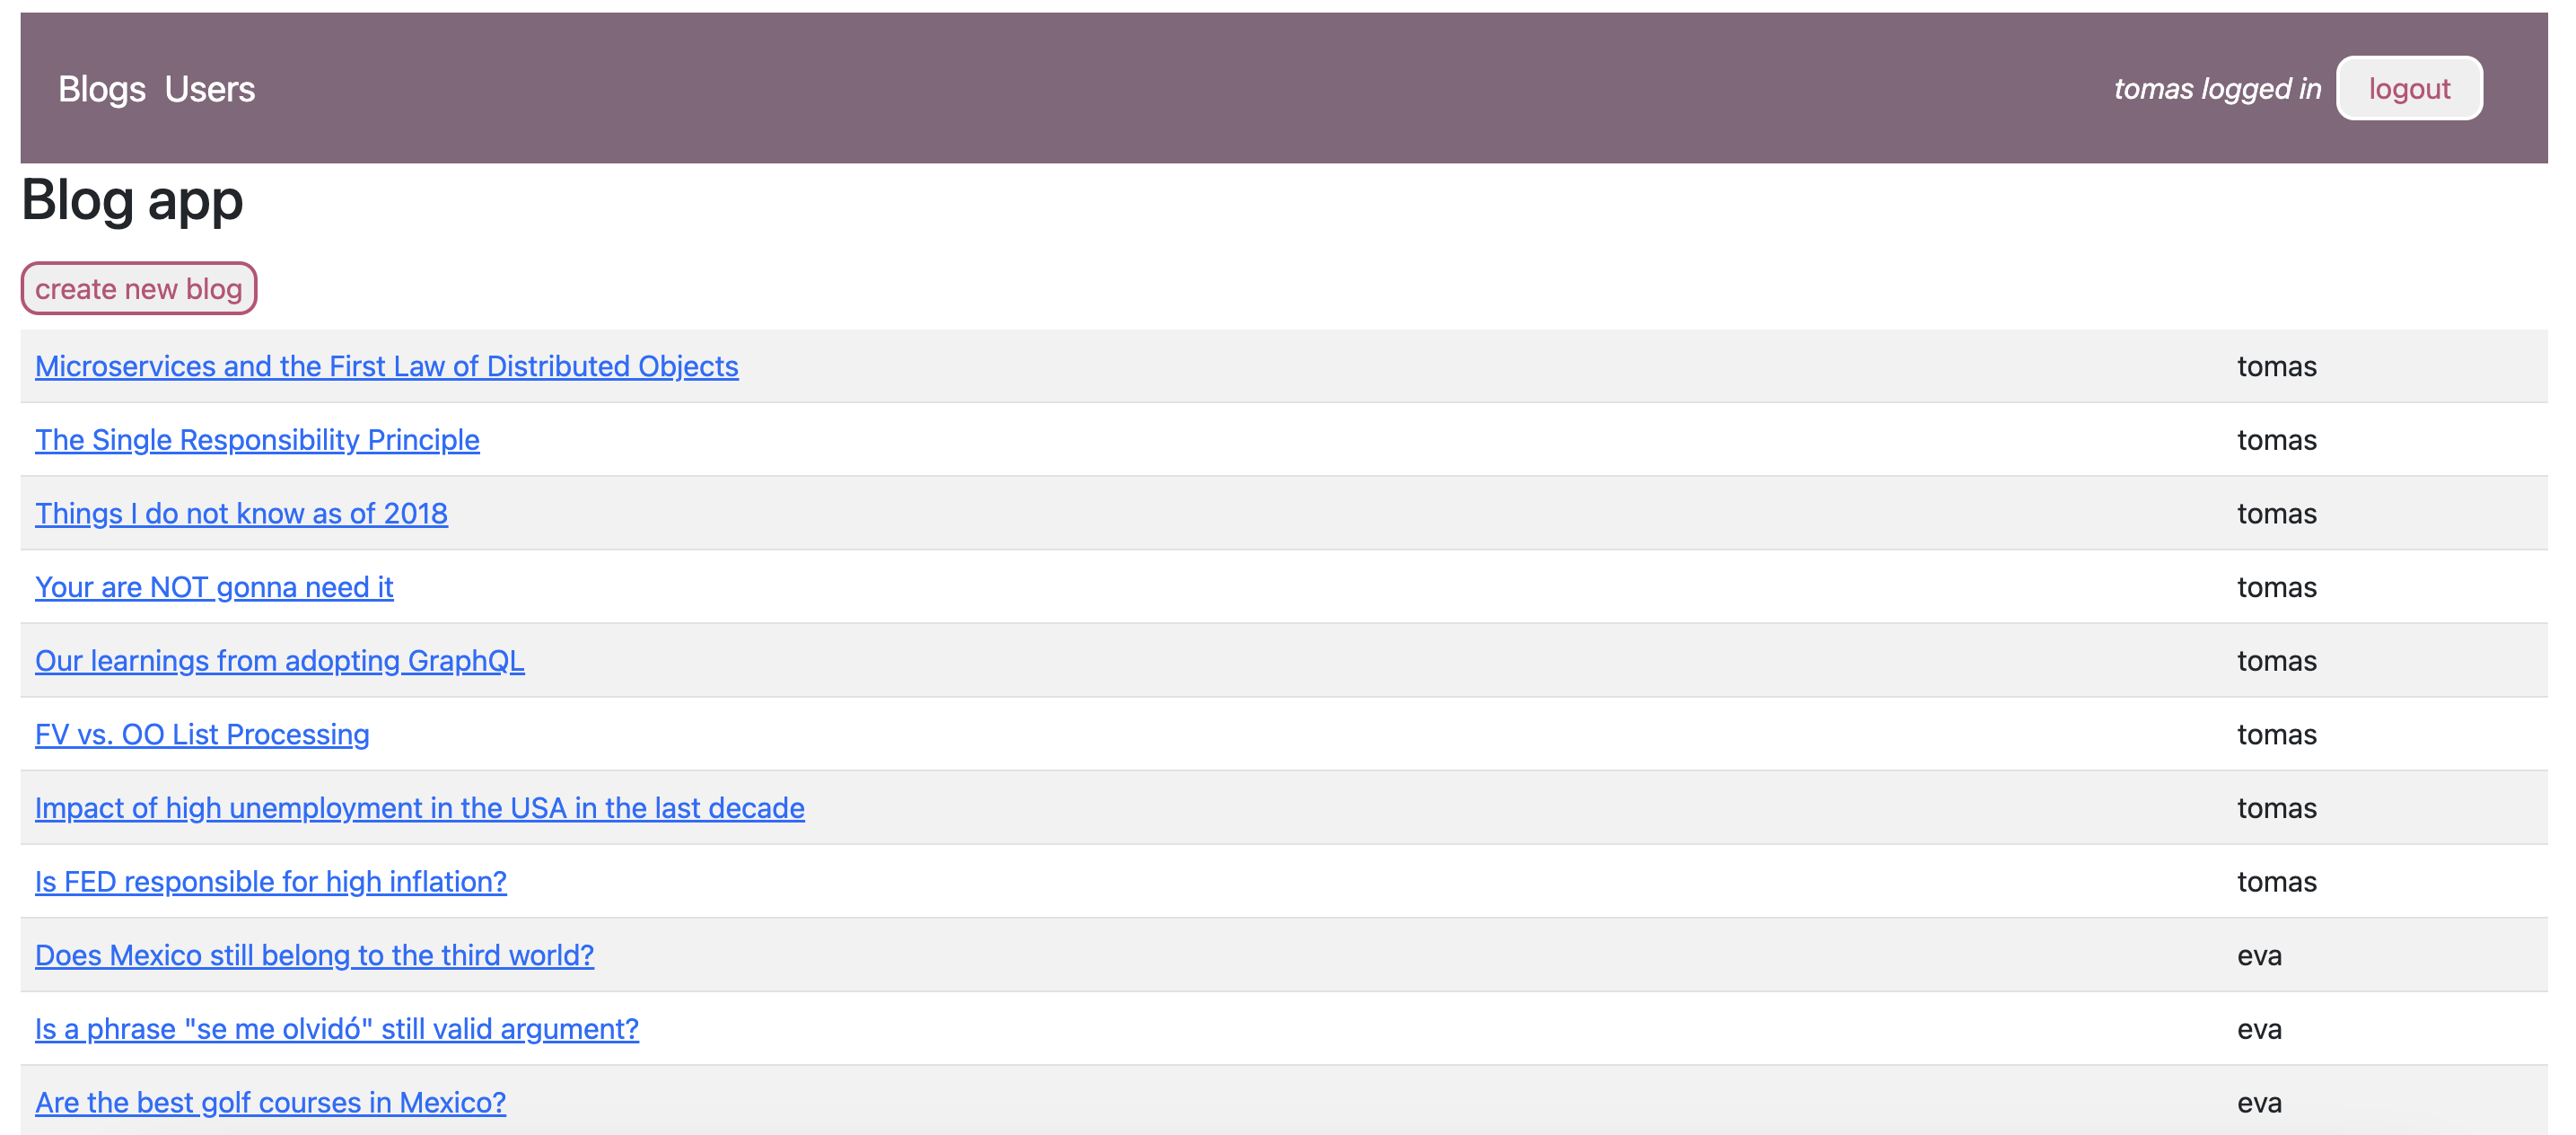 Blogs Users tomas logged in logout
Blog app
create new blog
Microservices and the First Law of Distributed Objects tomas
The Single Responsibility Principle tomas
Things I do not know as of 2018 tomas
Your are NOT gonna need it tomas
Our learnings from adopting GraphQL tomas
FV vs. OO List Processing tomas
Impact of high unemployment in the USA in the last decade tomas
Is FED responsible for high inflation? tomas
Does Mexico still belong to the third world? eva
Is a phrase "se me olvidó" still valid argument? eva
Are the best golf courses in Mexico? eva